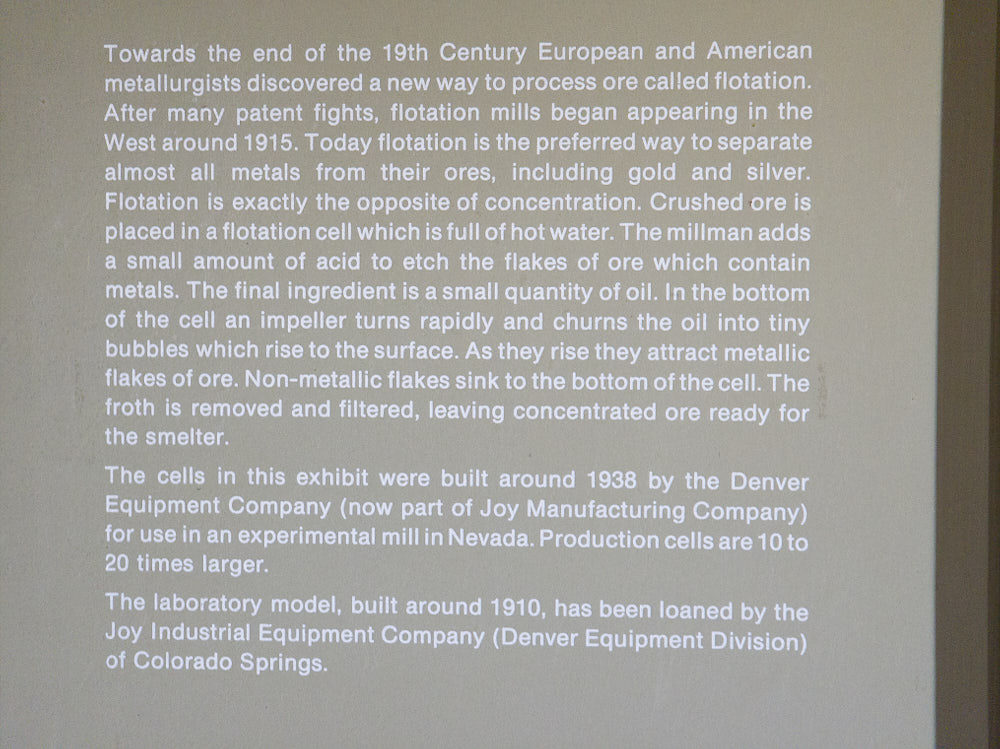 Towards the end of the 19th Century European and American
metallurgists discovered a new way to process ore called flotation.
After many patent fights, flotation mills began appearing in the
West around 1915. Today flotation is the preferred way to separate
almost all metals from their ores, including gold and silver.
Flotation is exactly the opposite of concentration. Crushed ore is
placed in a flotation cell which is full of hot water. The millman adds
a small amount of acid to etch the flakes of ore which contain
metals. The final ingredient is a small quantity of oil. In the bottom
of the cell an impeller turns rapidly and churns the oil into tiny
bubbles which rise to the surface. As they rise they attract metallic
flakes of ore. Non-metallic flakes sink to the bottom of the cell. The
froth is removed and filtered, leaving concentrated ore ready for
the smelter.
The cells in this exhibit were built around 1938 by the Denver
Equipment Company (now part of Joy Manufacturing Company)
for use in an experimental mill in Nevada. Production cells are 10 to
20 times larger.
The laboratory model, built around 1910, has been loaned by the
Joy Industrial Equipment Company (Denver Equipment Division)
of Colorado Springs.